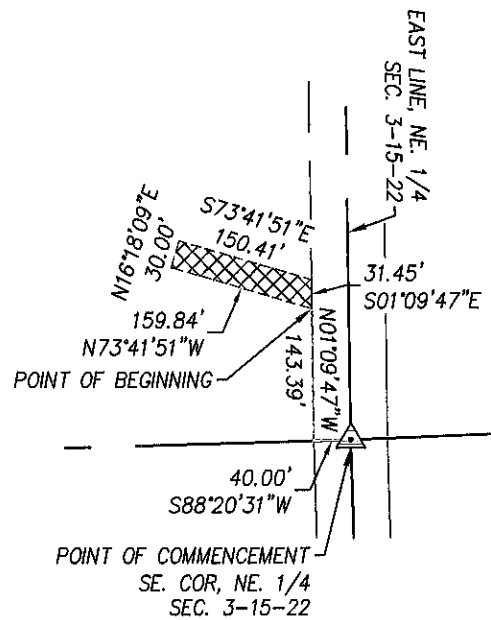 EAST LINE, NE. 1/4
SEC. 3-15-22
S73°41'51"E
150.41'
N16°18'09"E
30.00'
31.45'
S01°09'47"E
159.84'
N73°41'51"W
POINT OF BEGINNING
N01°09'47"W
143.39'
40.00'
S88°20'31"W
POINT OF COMMENCEMENT
SE. COR, NE. 1/4
SEC. 3-15-22